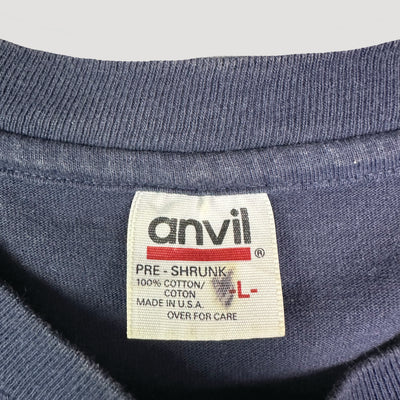 anvil
®
PRE - SHRUNK
100% COTTON/
COTON
-L-
MADE IN U.S.A.
OVER FOR CARE